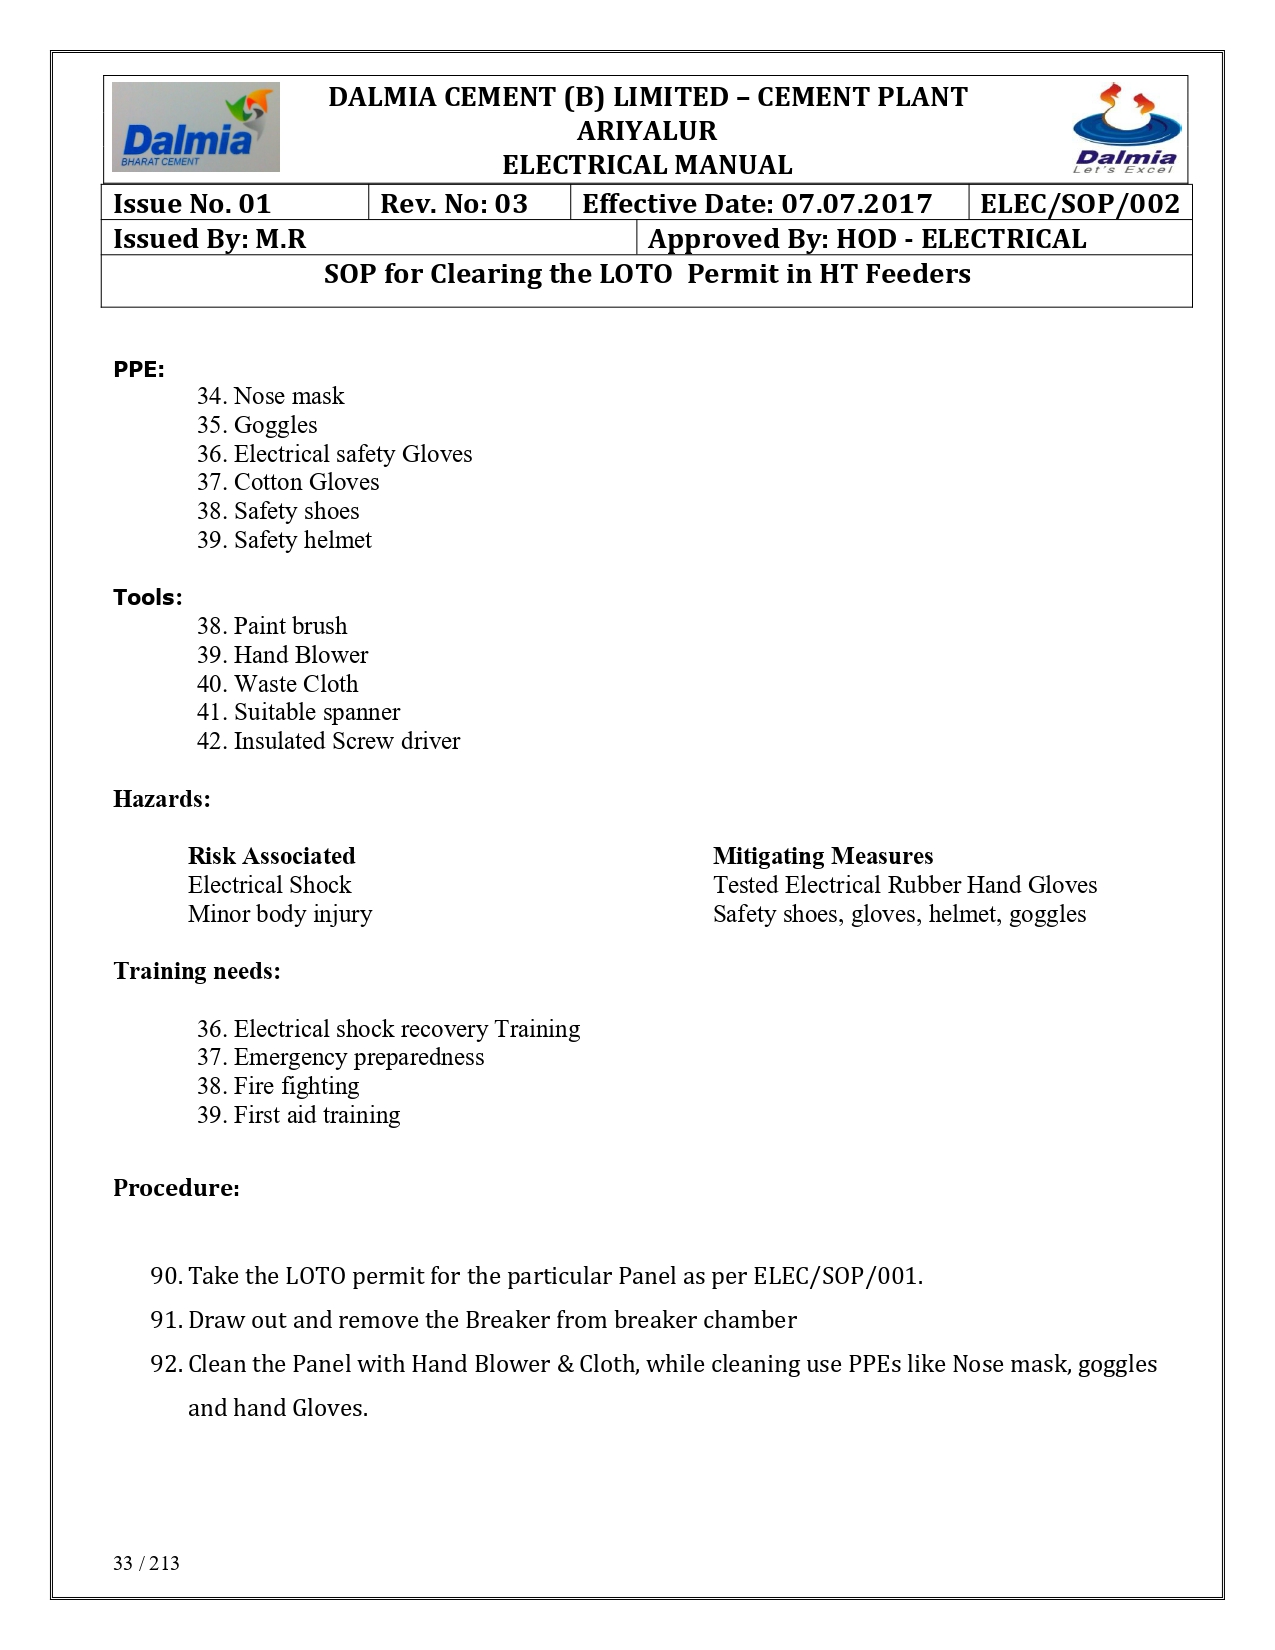 Dalmia
BHARAT CEMENT
DALMIA CEMENT (B) LIMITED – CEMENT PLANT
ARIYALUR
ELECTRICAL MANUAL
Dalmia
Let's Excel
Issue No. 01 Rev. No: 03 Effective Date: 07.07.2017 ELEC/SOP/002
Issued By: M.R Approved By: HOD - ELECTRICAL
SOP for Clearing the LOTO  Permit in HT Feeders
PPE:
34. Nose mask
35. Goggles
36. Electrical safety Gloves
37. Cotton Gloves
38. Safety shoes
39. Safety helmet
Tools:
38. Paint brush
39. Hand Blower
40. Waste Cloth
41. Suitable spanner
42. Insulated Screw driver
Hazards:
Risk Associated Mitigating Measures
Electrical Shock Tested Electrical Rubber Hand Gloves
Minor body injury Safety shoes, gloves, helmet, goggles
Training needs:
36. Electrical shock recovery Training
37. Emergency preparedness
38. Fire fighting
39. First aid training
Procedure:
90. Take the LOTO permit for the particular Panel as per ELEC/SOP/001.
91. Draw out and remove the Breaker from breaker chamber
92. Clean the Panel with Hand Blower & Cloth, while cleaning use PPEs like Nose mask, goggles
and hand Gloves.
33 / 213